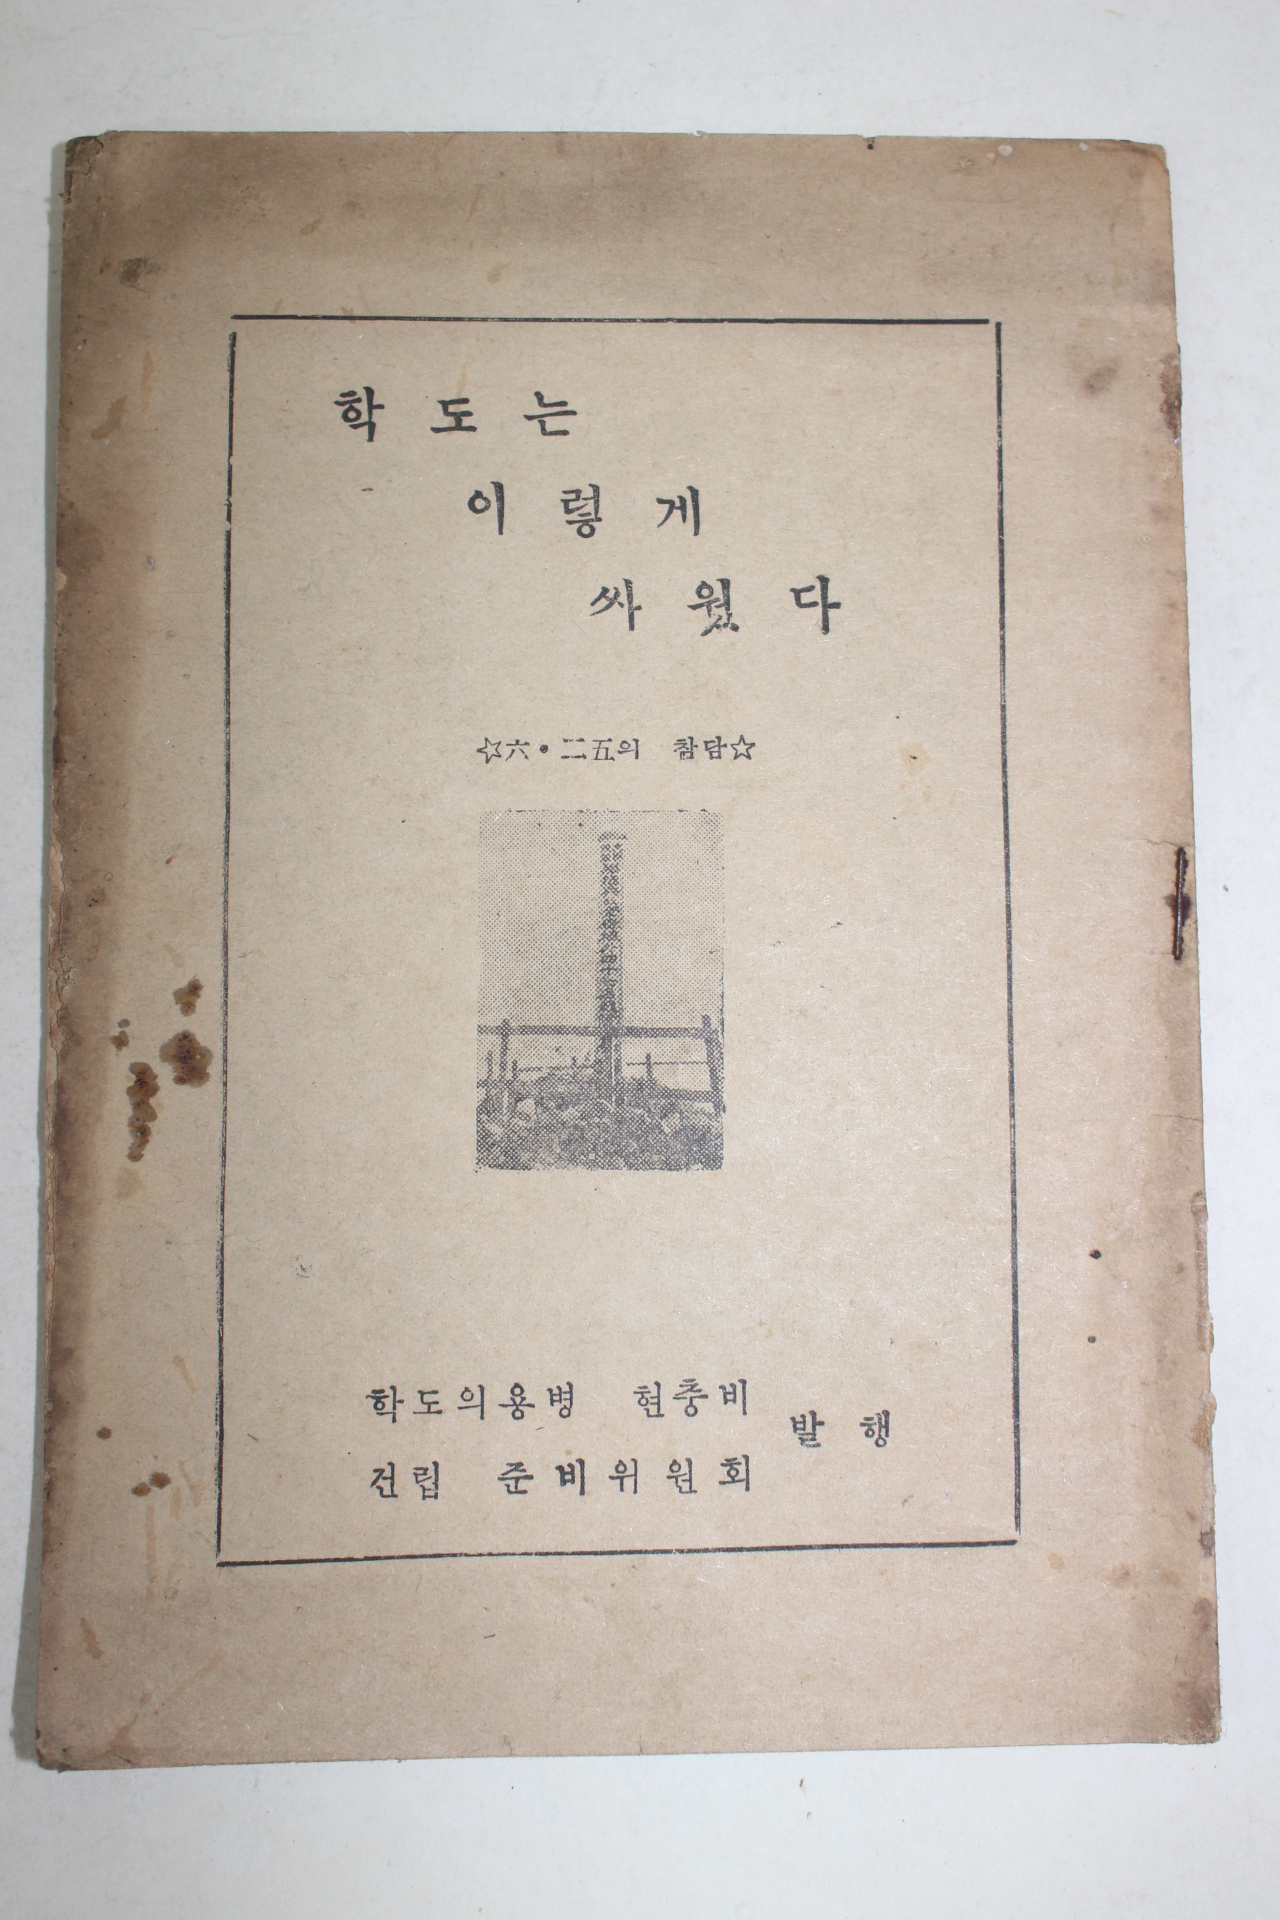 학도는
이렇게
싸웠다
☆六·二五의 참담☆
학도의용병 현충비
건립 준비위원회
발행